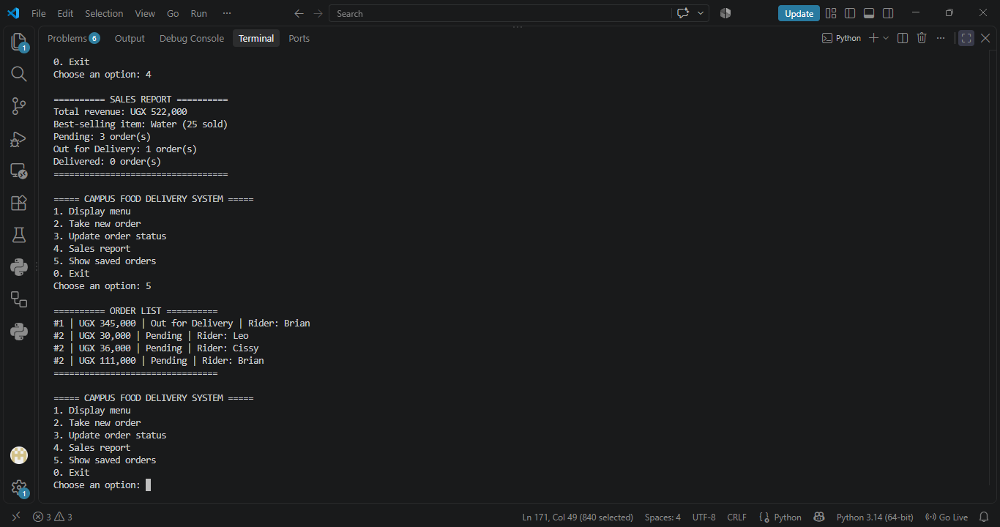 File Edit Selection View Go Run ··· Search Update
Problems 6 Output Debug Console Terminal Ports Python
1
0. Exit
Choose an option: 4
========== SALES REPORT ==========
Total revenue: UGX 522,000
Best-selling item: Water (25 sold)
Pending: 3 order(s)
Out for Delivery: 1 order(s)
Delivered: 0 order(s)
==================================
===== CAMPUS FOOD DELIVERY SYSTEM =====
1. Display menu
2. Take new order
3. Update order status
4. Sales report
5. Show saved orders
0. Exit
Choose an option: 5
========== ORDER LIST ==========
#1 | UGX 345,000 | Out for Delivery | Rider: Brian
#2 | UGX 30,000 | Pending | Rider: Leo
#2 | UGX 36,000 | Pending | Rider: Cissy
#2 | UGX 111,000 | Pending | Rider: Brian
================================
===== CAMPUS FOOD DELIVERY SYSTEM =====
1. Display menu
2. Take new order
3. Update order status
4. Sales report
5. Show saved orders
0. Exit
Choose an option:
1
3 3 Ln 171, Col 49 (840 selected) Spaces: 4 UTF-8 CRLF {} Python Python 3.14 (64-bit) Go Live